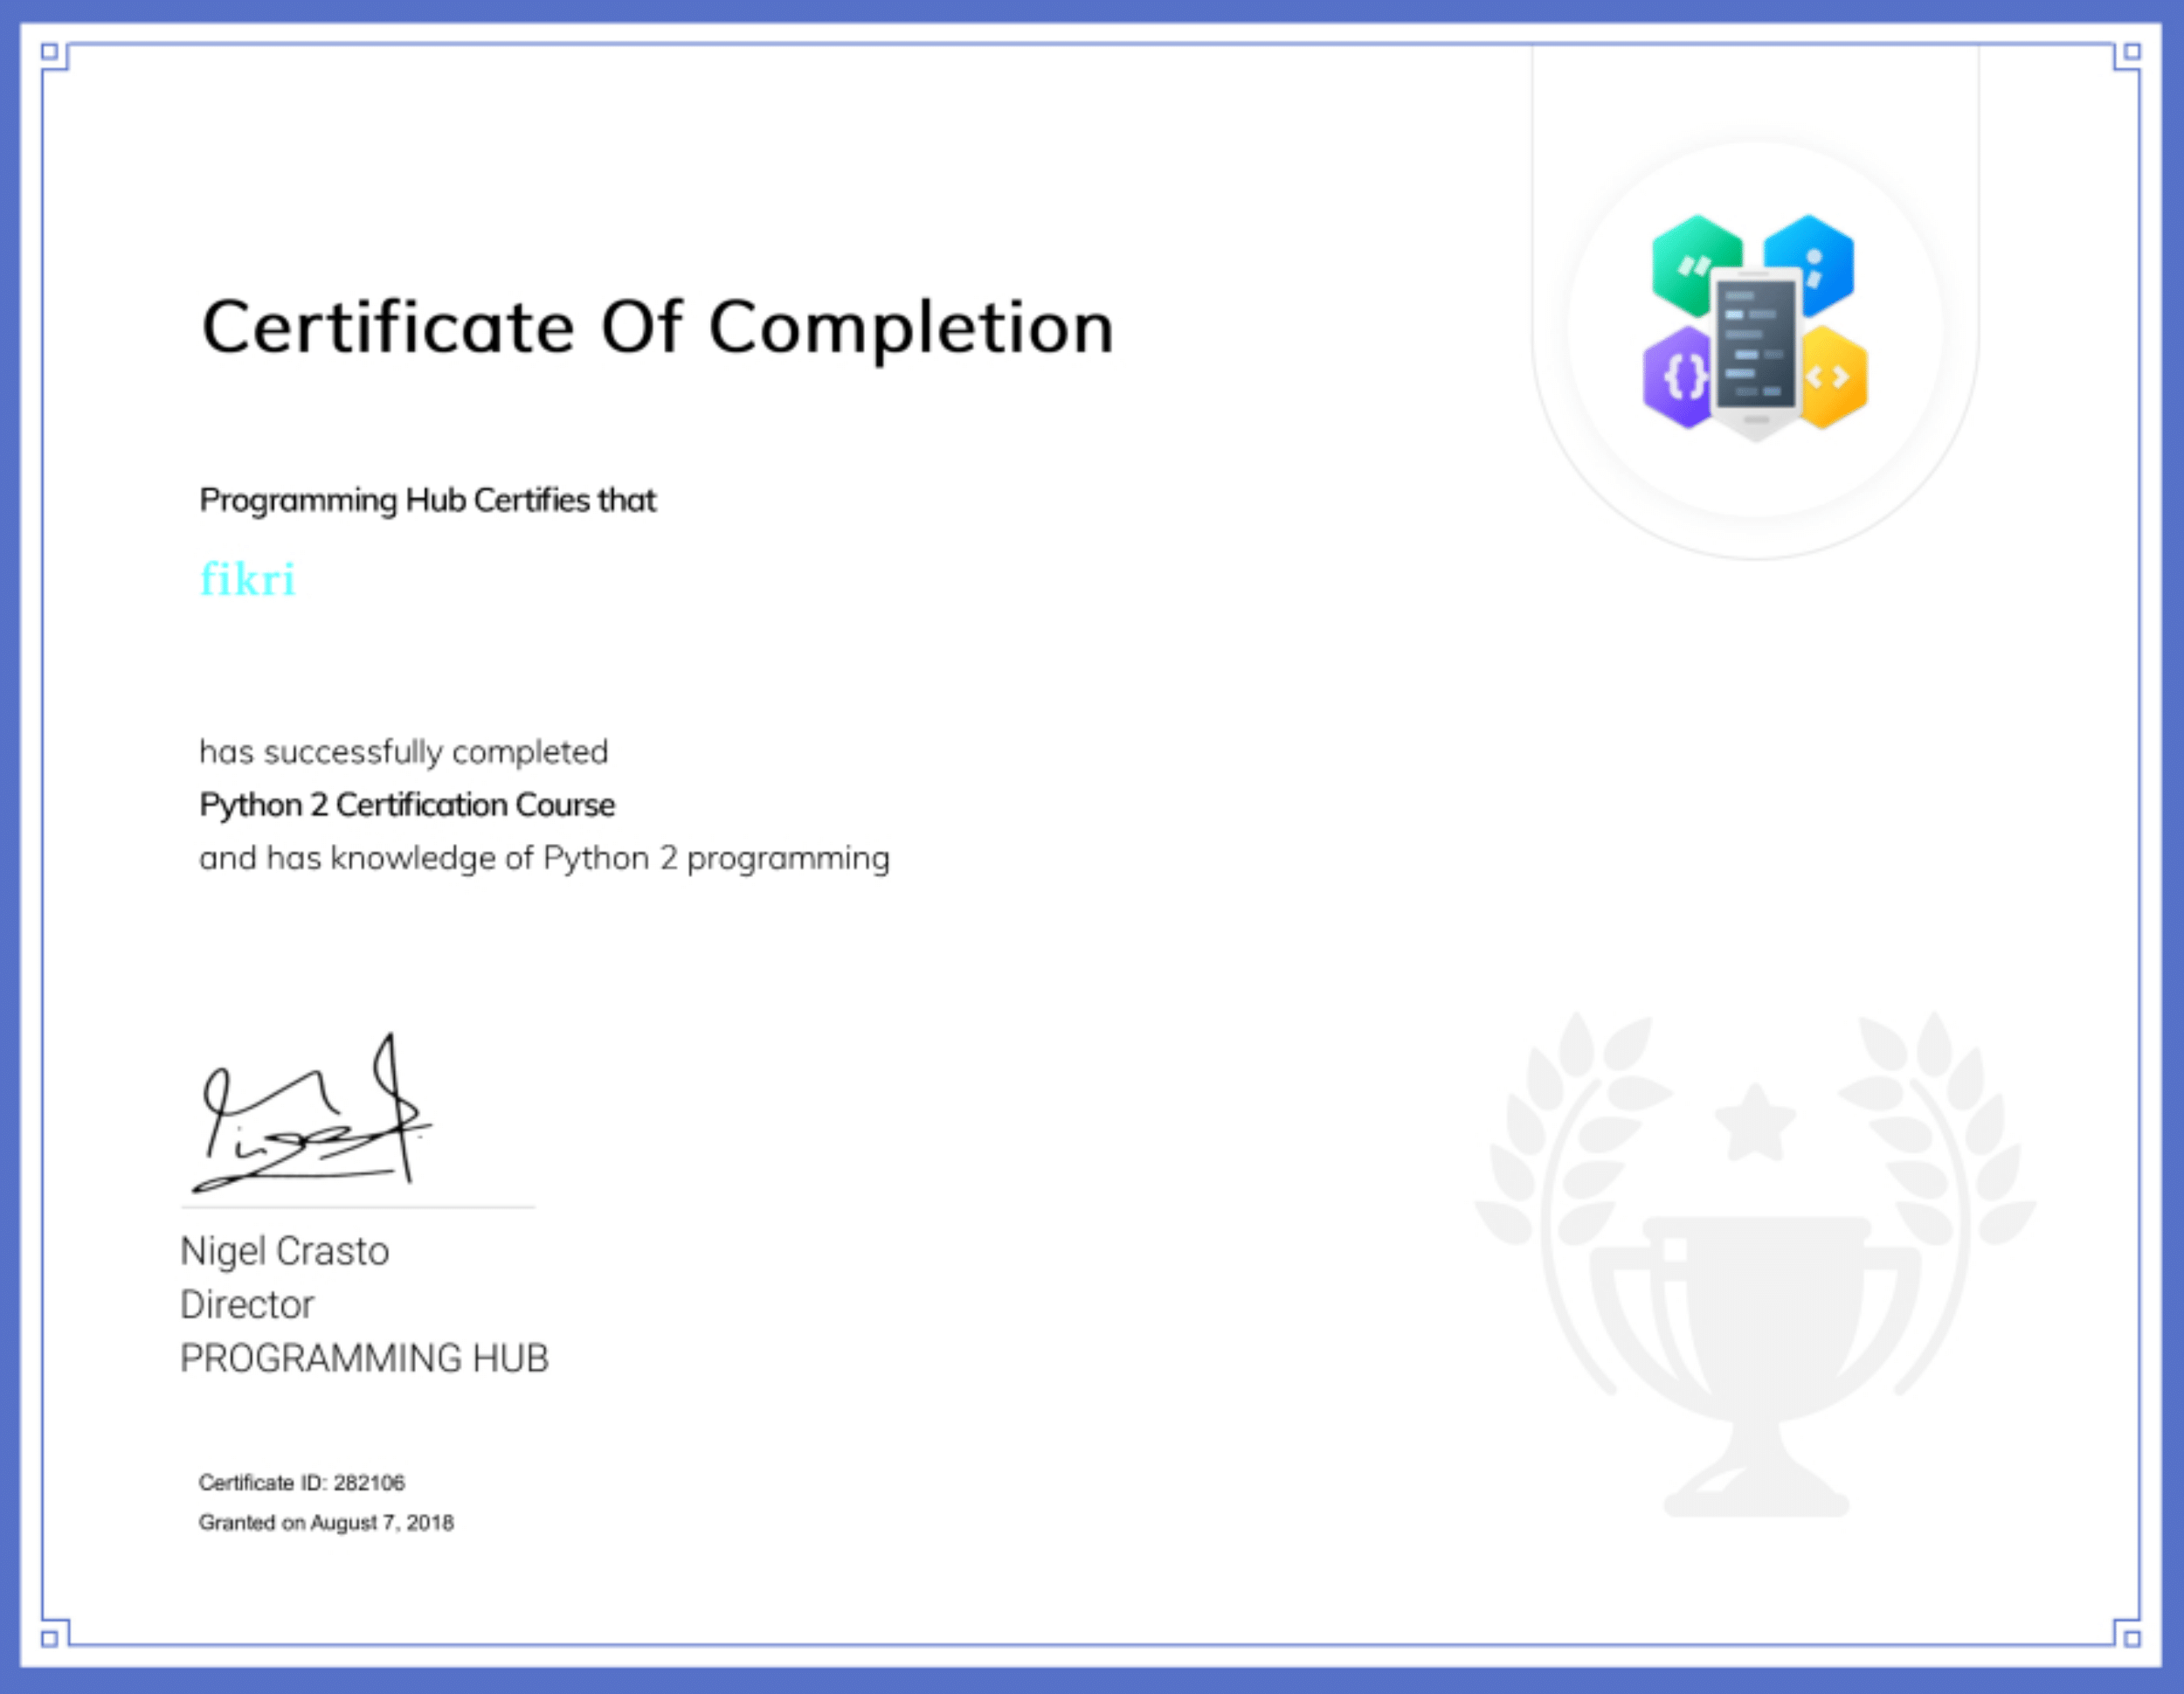 Certificate Of Completion
Programming Hub Certifies that
fikri
has successfully completed
Python 2 Certification Course
and has knowledge of Python 2 programming
Nigel Crasto
Director
PROGRAMMING HUB
Certificate ID: 282106
Granted on August 7, 2018